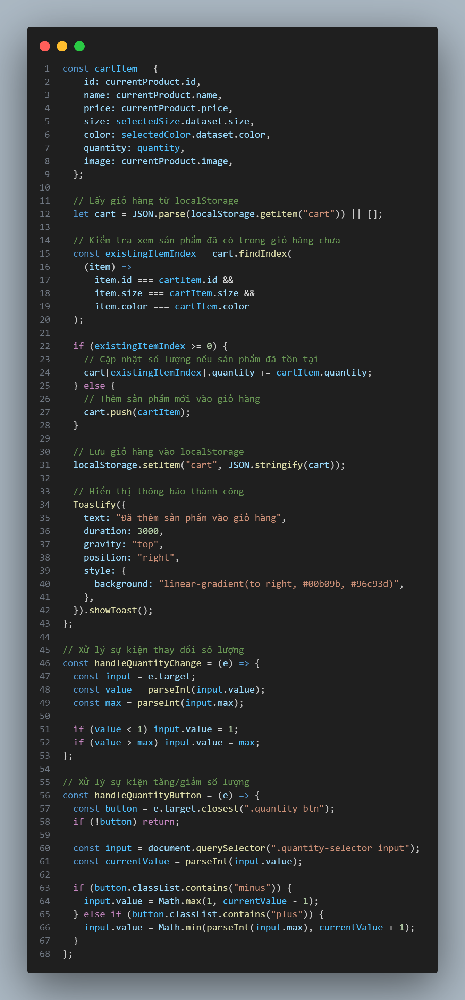 1 const cartItem = {
2 id: currentProduct.id,
3 name: currentProduct.name,
4 price: currentProduct.price,
5 size: selectedSize.dataset.size,
6 color: selectedColor.dataset.color,
7 quantity: quantity,
8 image: currentProduct.image,
9 };
10
11 // Lấy giỏ hàng từ localStorage
12 let cart = JSON.parse(localStorage.getItem("cart")) || [];
13
14 // Kiểm tra xem sản phẩm đã có trong giỏ hàng chưa
15 const existingItemIndex = cart.findIndex(
16 (item) =>
17 item.id === cartItem.id &&
18 item.size === cartItem.size &&
19 item.color === cartItem.color
20 );
21
22 if (existingItemIndex >= 0) {
23 // Cập nhật số lượng nếu sản phẩm đã tồn tại
24 cart[existingItemIndex].quantity += cartItem.quantity;
25 } else {
26 // Thêm sản phẩm mới vào giỏ hàng
27 cart.push(cartItem);
28 }
29
30 // Lưu giỏ hàng vào localStorage
31 localStorage.setItem("cart", JSON.stringify(cart));
32
33 // Hiển thị thông báo thành công
34 Toastify({
35 text: "Đã thêm sản phẩm vào giỏ hàng",
36 duration: 3000,
37 gravity: "top",
38 position: "right",
39 style: {
40 background: "linear-gradient(to right, #00b09b, #96c93d)",
41 },
42 }).showToast();
43 };
44
45 // Xử lý sự kiện thay đổi số lượng
46 const handleQuantityChange = (e) => {
47 const input = e.target;
48 const value = parseInt(input.value);
49 const max = parseInt(input.max);
50
51 if (value < 1) input.value = 1;
52 if (value > max) input.value = max;
53 };
54
55 // Xử lý sự kiện tăng/giảm số lượng
56 const handleQuantityButton = (e) => {
57 const button = e.target.closest(".quantity-btn");
58 if (!button) return;
59
60 const input = document.querySelector(".quantity-selector input");
61 const currentValue = parseInt(input.value);
62
63 if (button.classList.contains("minus")) {
64 input.value = Math.max(1, currentValue - 1);
65 } else if (button.classList.contains("plus")) {
66 input.value = Math.min(parseInt(input.max), currentValue + 1);
67 }
68 };